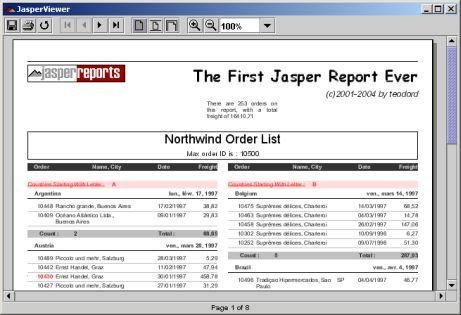 JasperViewer
100%
jasperreports
The First Jasper Report Ever
(c)2001-2004 by teodord
There are 253 orders on
this report, with a total
freight of 16410.71
Northwind Order List
Max order ID is : 10500
Order Name, City Date Freight Order Name, City Date Freight
Countries Starting With Letter : A
Argentina lun., févr. 17, 1997
10448 Rancho grande, Buenos Aires 17/02/1997 38,82
10409 Océano Atlántico Ltda., Buenos Aires 09/01/1997 29,83
Count : 2 Total : 68,65
Austria ven., mars 28, 1997
10489 Piccolo und mehr, Salzburg 28/03/1997 5,29
10442 Ernst Handel, Graz 11/02/1997 47,94
10430 Ernst Handel, Graz 30/01/1997 458,78
10427 Piccolo und mehr, Salzburg 27/01/1997 31,29
Countries Starting With Letter : B
Belgium ven., mars 14, 1997
10475 Suprêmes délices, Charleroi 14/03/1997 68,52
10463 Suprêmes délices, Charleroi 04/03/1997 14,78
10458 Suprêmes délices, Charleroi 26/02/1997 147,06
10302 Suprêmes délices, Charleroi 10/09/1996 6,27
10252 Suprêmes délices, Charleroi 09/07/1996 51,30
Count : 5 Total : 287,93
Brazil ven., avr. 4, 1997
10496 Tradiçao Hipermercados, Sao Paulo SP 04/04/1997 46,77
Page 1 of 8